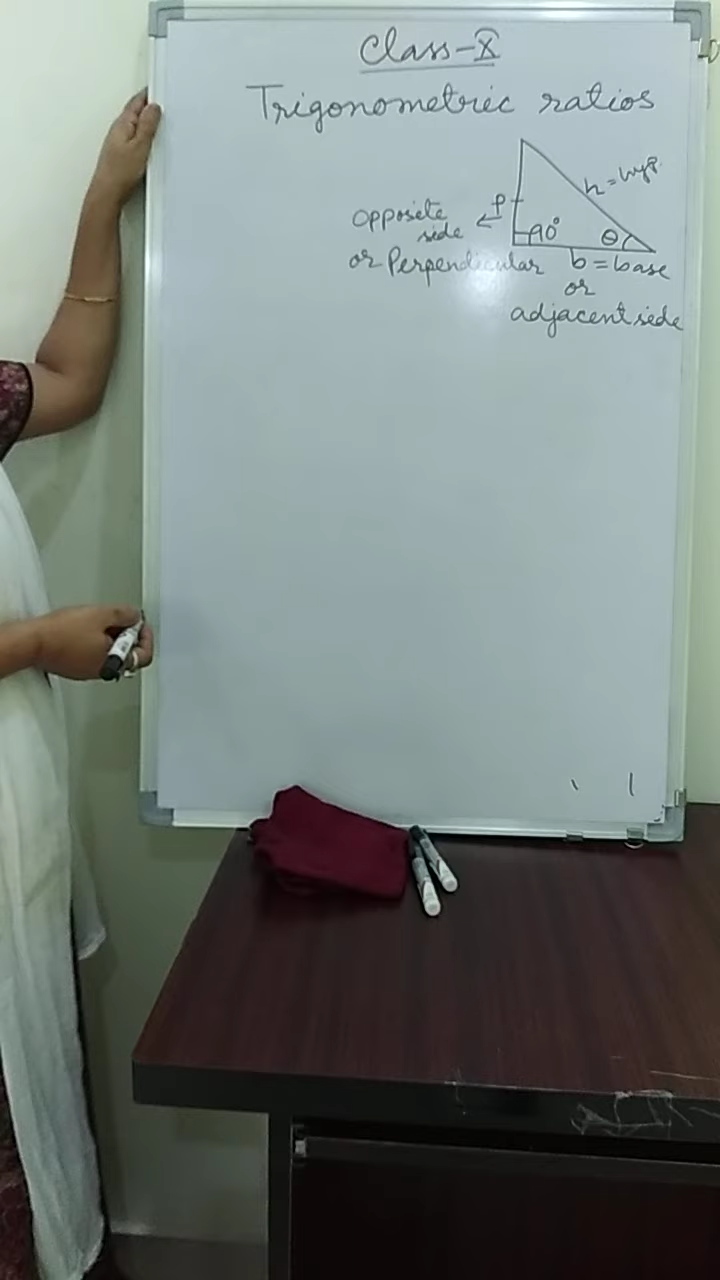 Class-X
Trigonometric ratios
h = hyp.
p
opposite
side
or Perpendicular
90°
θ
b = base
or
adjacent side